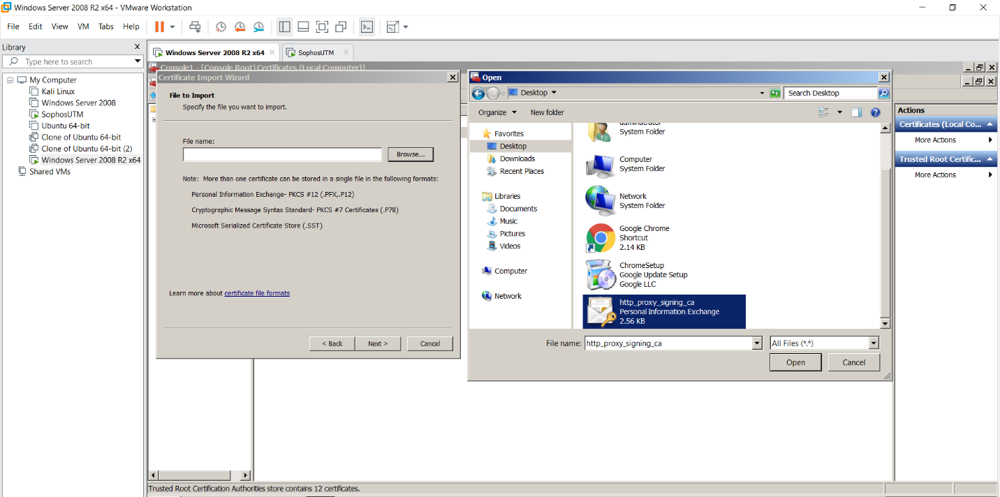 Windows Server 2008 R2 x64 - VMware Workstation
File Edit View VM Tabs Help
Library
Type here to search
My Computer
Kali Linux
Windows Server 2008
SophosUTM
Ubuntu 64-bit
Clone of Ubuntu 64-bit
Clone of Ubuntu 64-bit (2)
Windows Server 2008 R2 x64
Shared VMs
Windows Server 2008 R2 x64
SophosUTM
Console1 - [Console Root\Certificates (Local Computer)]
Certificate Import Wizard
File to Import
Specify the file you want to import.
File name:
Browse...
Note: More than one certificate can be stored in a single file in the following formats:
Personal Information Exchange- PKCS #12 (.PFX,.P12)
Cryptographic Message Syntax Standard- PKCS #7 Certificates (.P7B)
Microsoft Serialized Certificate Store (.SST)
Learn more about certificate file formats
< Back
Next >
Cancel
Open
Desktop
Search Desktop
Organize
New folder
Favorites
Desktop
Downloads
Recent Places
Libraries
Documents
Music
Pictures
Videos
Computer
Network
administrator
System Folder
Computer
System Folder
Network
System Folder
Google Chrome
Shortcut
2.14 KB
ChromeSetup
Google Update Setup
Google LLC
http_proxy_signing_ca
Personal Information Exchange
2.56 KB
File name: http_proxy_signing_ca
All Files (*.*)
Open
Cancel
Actions
Certificates (Local Co...
More Actions
Trusted Root Certific...
More Actions
Trusted Root Certification Authorities store contains 12 certificates.